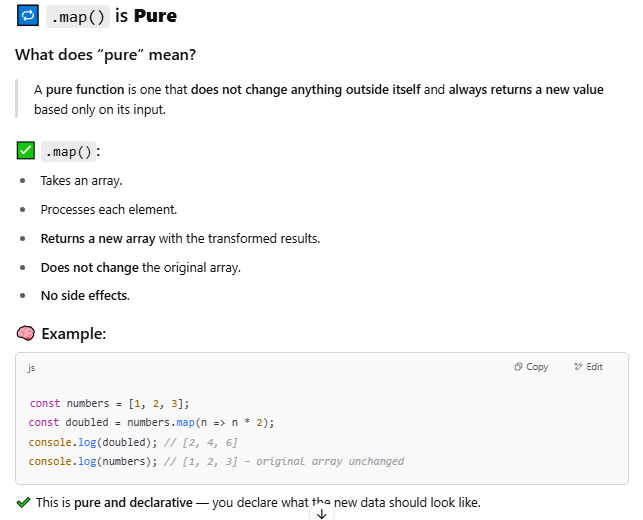 🔁 .map() is Pure
What does “pure” mean?
A pure function is one that does not change anything outside itself and always returns a new value
based only on its input.
✅ .map():
• Takes an array.
• Processes each element.
• Returns a new array with the transformed results.
• Does not change the original array.
• No side effects.
🧠 Example:
js Copy Edit
const numbers = [1, 2, 3];
const doubled = numbers.map(n => n * 2);
console.log(doubled); // [2, 4, 6]
console.log(numbers); // [1, 2, 3] – original array unchanged
✔ This is pure and declarative — you declare what the new data should look like.